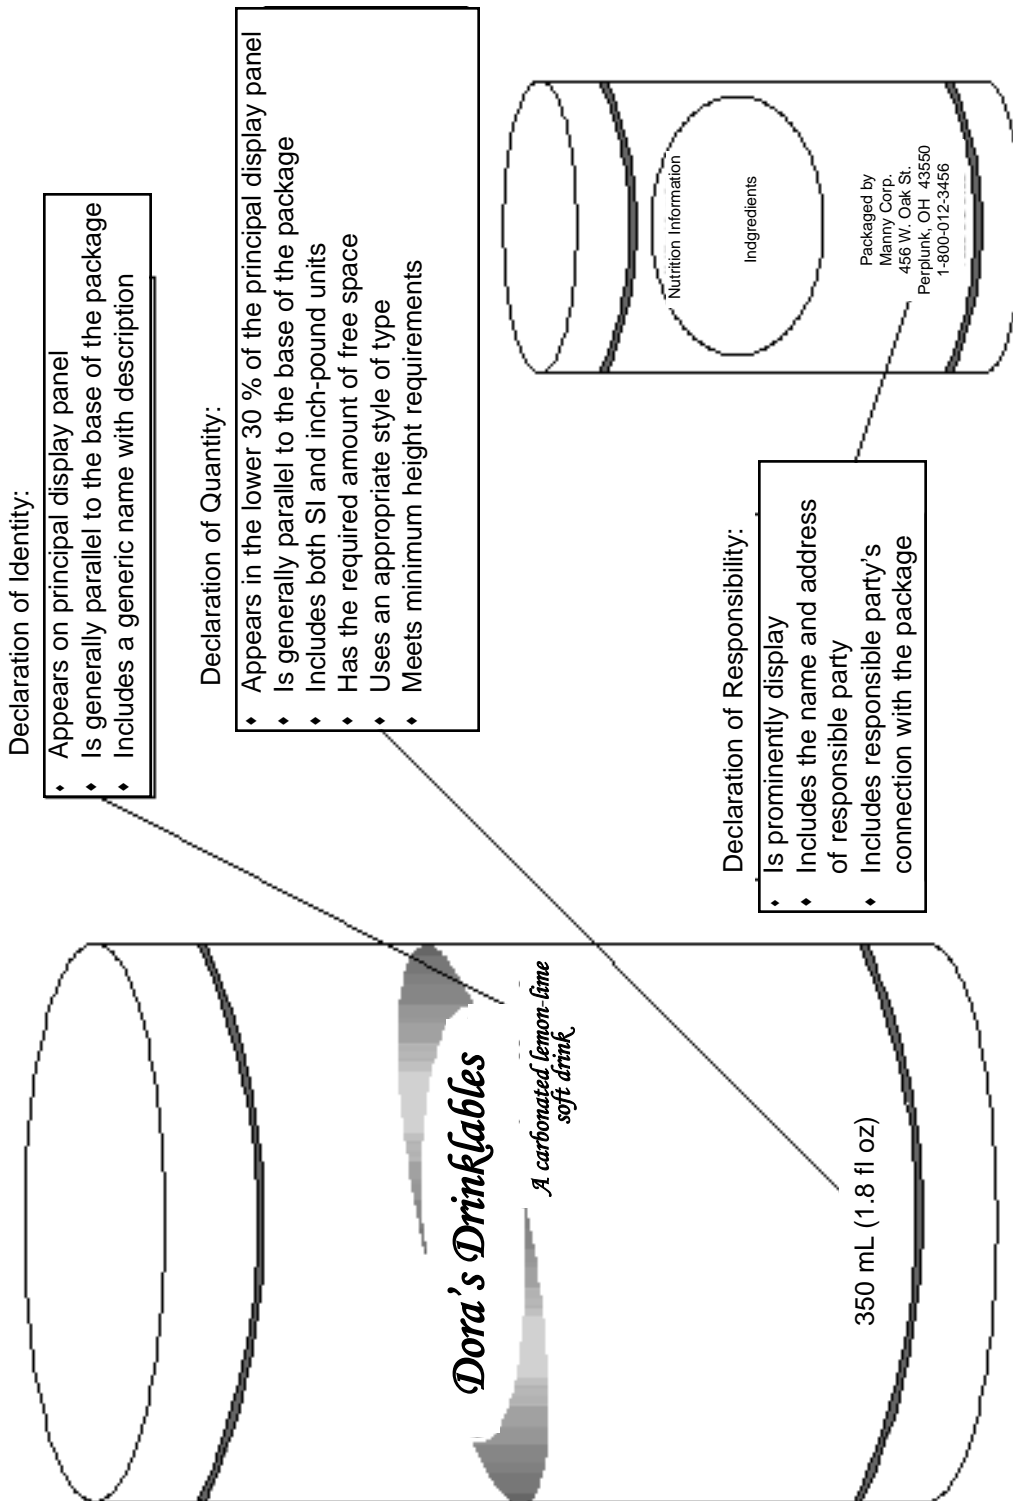 Declaration of Identity:
♦ Appears on principal display panel
♦ Is generally parallel to the base of the package
♦ Includes a generic name with description
Declaration of Quantity:
♦ Appears in the lower 30 % of the principal display panel
♦ Is generally parallel to the base of the package
♦ Includes both SI and inch-pound units
♦ Has the required amount of free space
♦ Uses an appropriate style of type
♦ Meets minimum height requirements
Dora's Drinklables
A carbonated lemon-lime
soft drink
350 mL (1.8 fl oz)
Declaration of Responsibility:
♦ Is prominently display
♦ Includes the name and address
of responsible party
♦ Includes responsible party's
connection with the package
Nutrition Information
Indgredients
Packaged by
Manny Corp.
456 W. Oak St.
Perplunk, OH 43550
1-800-012-3456